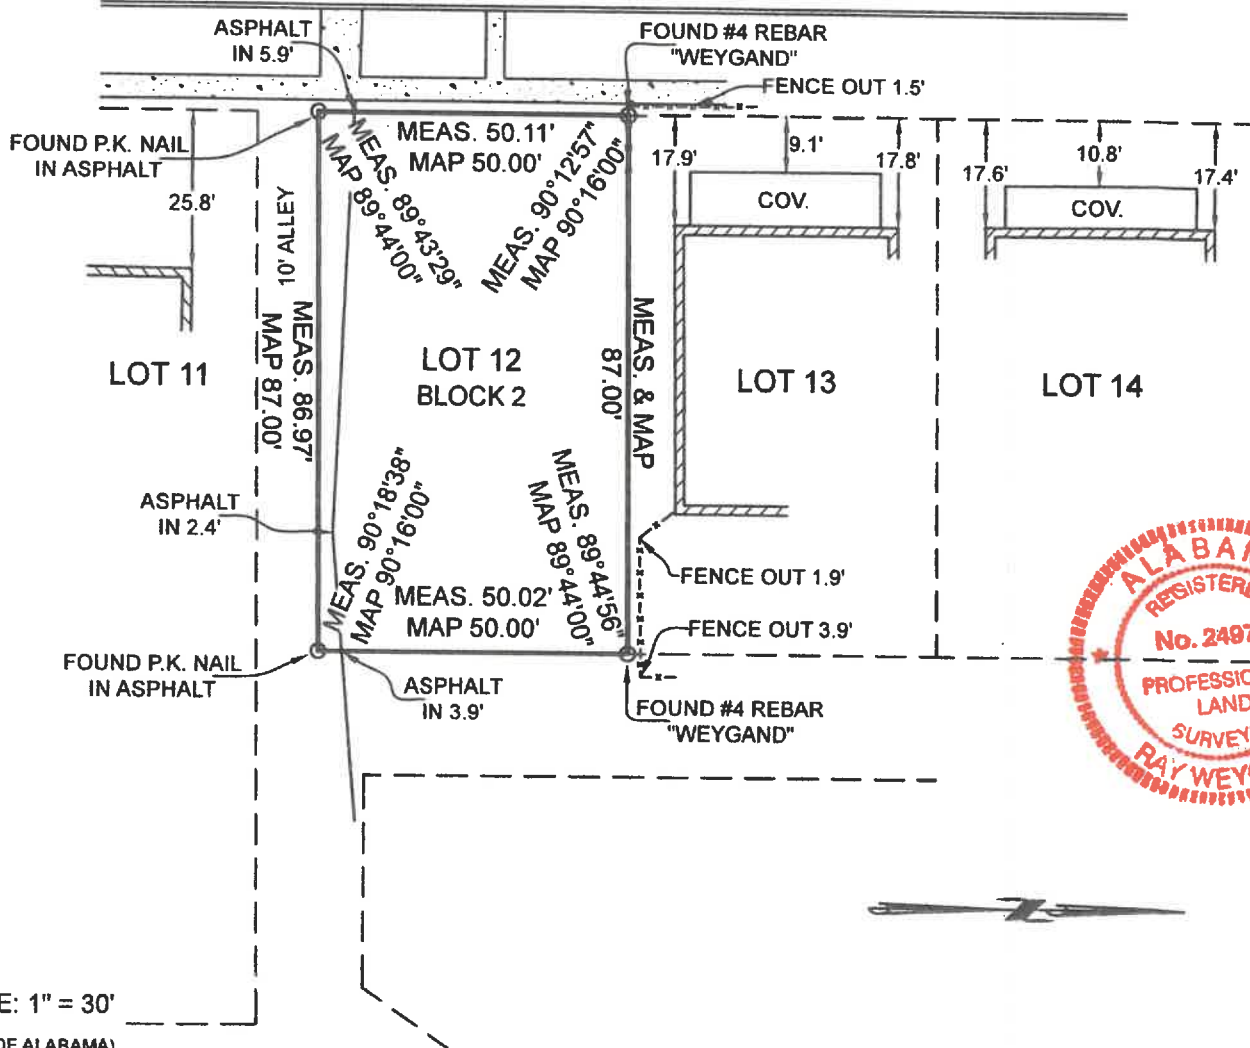 ASPHALT
IN 5.9'
FOUND #4 REBAR
"WEYGAND"
FENCE OUT 1.5'
FOUND P.K. NAIL
IN ASPHALT
MEAS. 50.11'
MAP 50.00'
MEAS. 89°43'29"
MAP 89°44'00"
MEAS. 90°12'57"
MAP 90°16'00"
25.8'
10' ALLEY
17.9'
9.1'
17.8'
17.6'
10.8'
17.4'
COV.
COV.
MEAS. 86.97'
MAP 87.00'
MEAS. & MAP
87.00'
LOT 11
LOT 12
BLOCK 2
LOT 13
LOT 14
ASPHALT
IN 2.4'
MEAS. 90°18'38"
MAP 90°16'00"
MEAS. 89°44'56"
MAP 89°44'00"
MEAS. 50.02'
MAP 50.00'
FENCE OUT 1.9'
FENCE OUT 3.9'
FOUND P.K. NAIL
IN ASPHALT
ASPHALT
IN 3.9'
FOUND #4 REBAR
"WEYGAND"
ALABA
REGISTERE
No. 2497
PROFESSIO
LAND
SURVEY
RAY WEY
Z
E: 1" = 30'
OF ALABAMA)